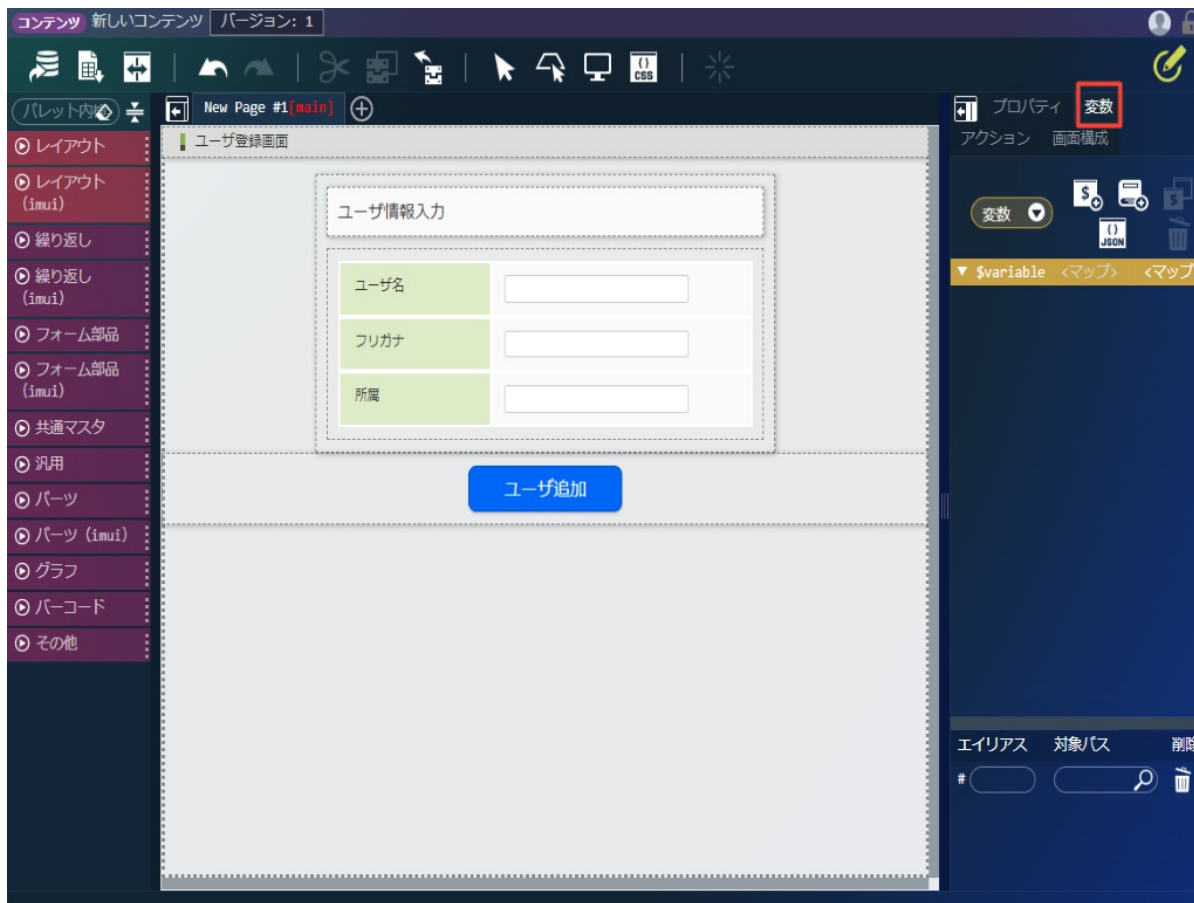 コンテンツ 新しいコンテンツ バージョン: 1
{} CSS
パレット内検
New Page #1[main]
プロパティ 変数
アクション 画面構成
レイアウト
レイアウト
(imui)
繰り返し
繰り返し
(imui)
フォーム部品
フォーム部品
(imui)
共通マスタ
汎用
パーツ
パーツ (imui)
グラフ
バーコード
その他
ユーザ登録画面
ユーザ情報入力
ユーザ名
フリガナ
所属
ユーザ追加
変数
$
$
{} JSON
▼ $variable <マップ> <マップ
エイリアス 対象パス 削除
#